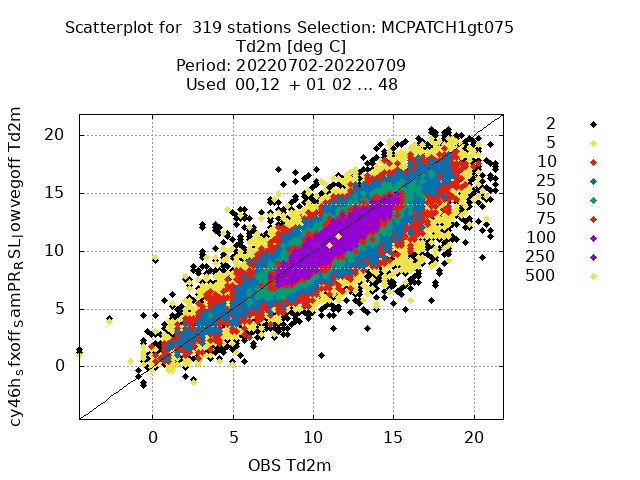 Scatterplot for  319 stations Selection: MCPATCH1gt075
Td2m [deg C]
Period: 20220702-20220709
Used  00,12  + 01 02 ... 48
cy46h_sfxoff_samPR_RSL_lowvegoff Td2m
20
15
10
5
0
0 5 10 15 20
OBS Td2m
2
5
10
25
50
75
100
250
500